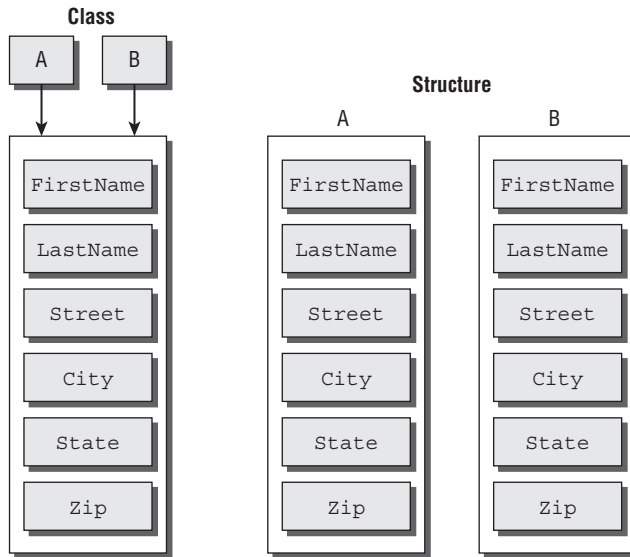 Class
A B
Structure
A B
FirstName FirstName FirstName
LastName LastName LastName
Street Street Street
City City City
State State State
Zip Zip Zip